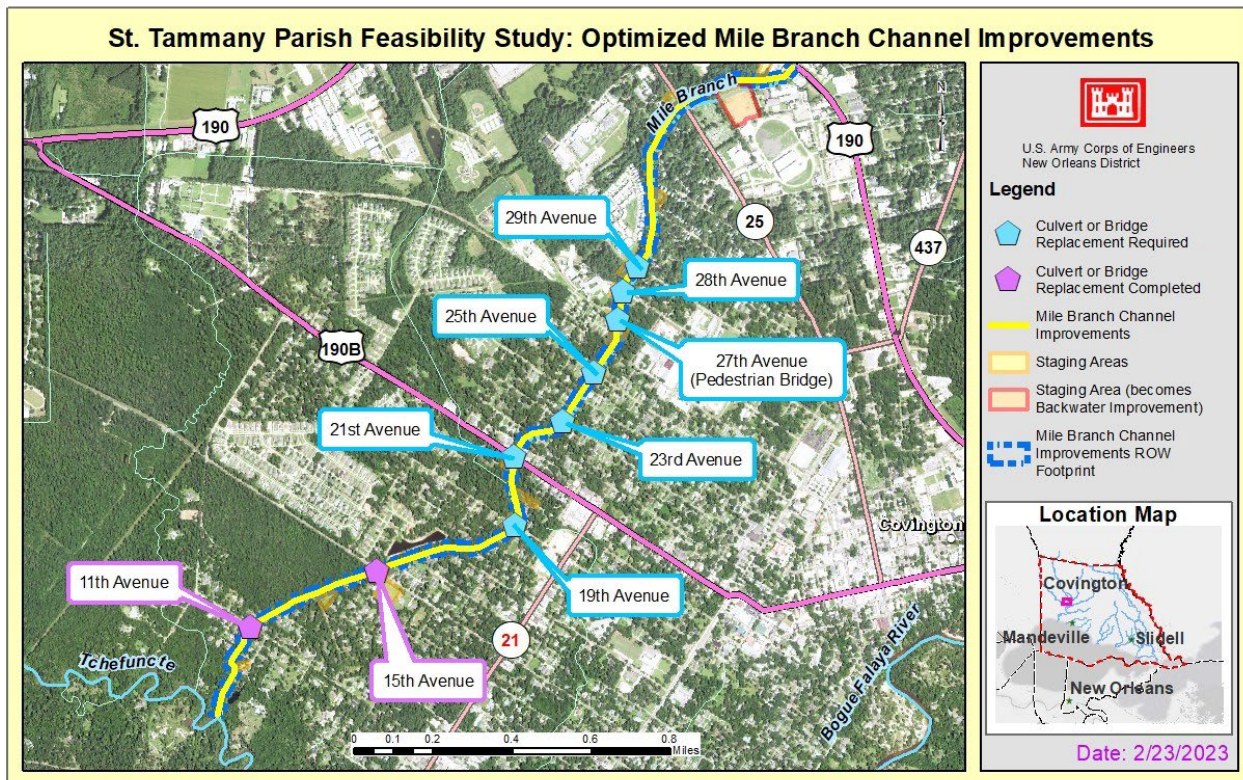 St. Tammany Parish Feasibility Study: Optimized Mile Branch Channel Improvements
190
Mile Branch
N
190
29th Avenue
25
437
28th Avenue
25th Avenue
27th Avenue
(Pedestrian Bridge)
190B
21st Avenue
23rd Avenue
Covington
11th Avenue
19th Avenue
21
Tchefuncte
15th Avenue
Bogue Falaya River
0 0.1 0.2 0.4 0.6 0.8
Miles
U.S. Army Corps of Engineers
New Orleans District
Legend
Culvert or Bridge
Replacement Required
Culvert or Bridge
Replacement Completed
Mile Branch Channel
Improvements
Staging Areas
Staging Area (becomes
Backwater Improvement)
Mile Branch Channel
Improvements ROW
Footprint
Location Map
Covington
Mandeville
Slidell
New Orleans
Date: 2/23/2023